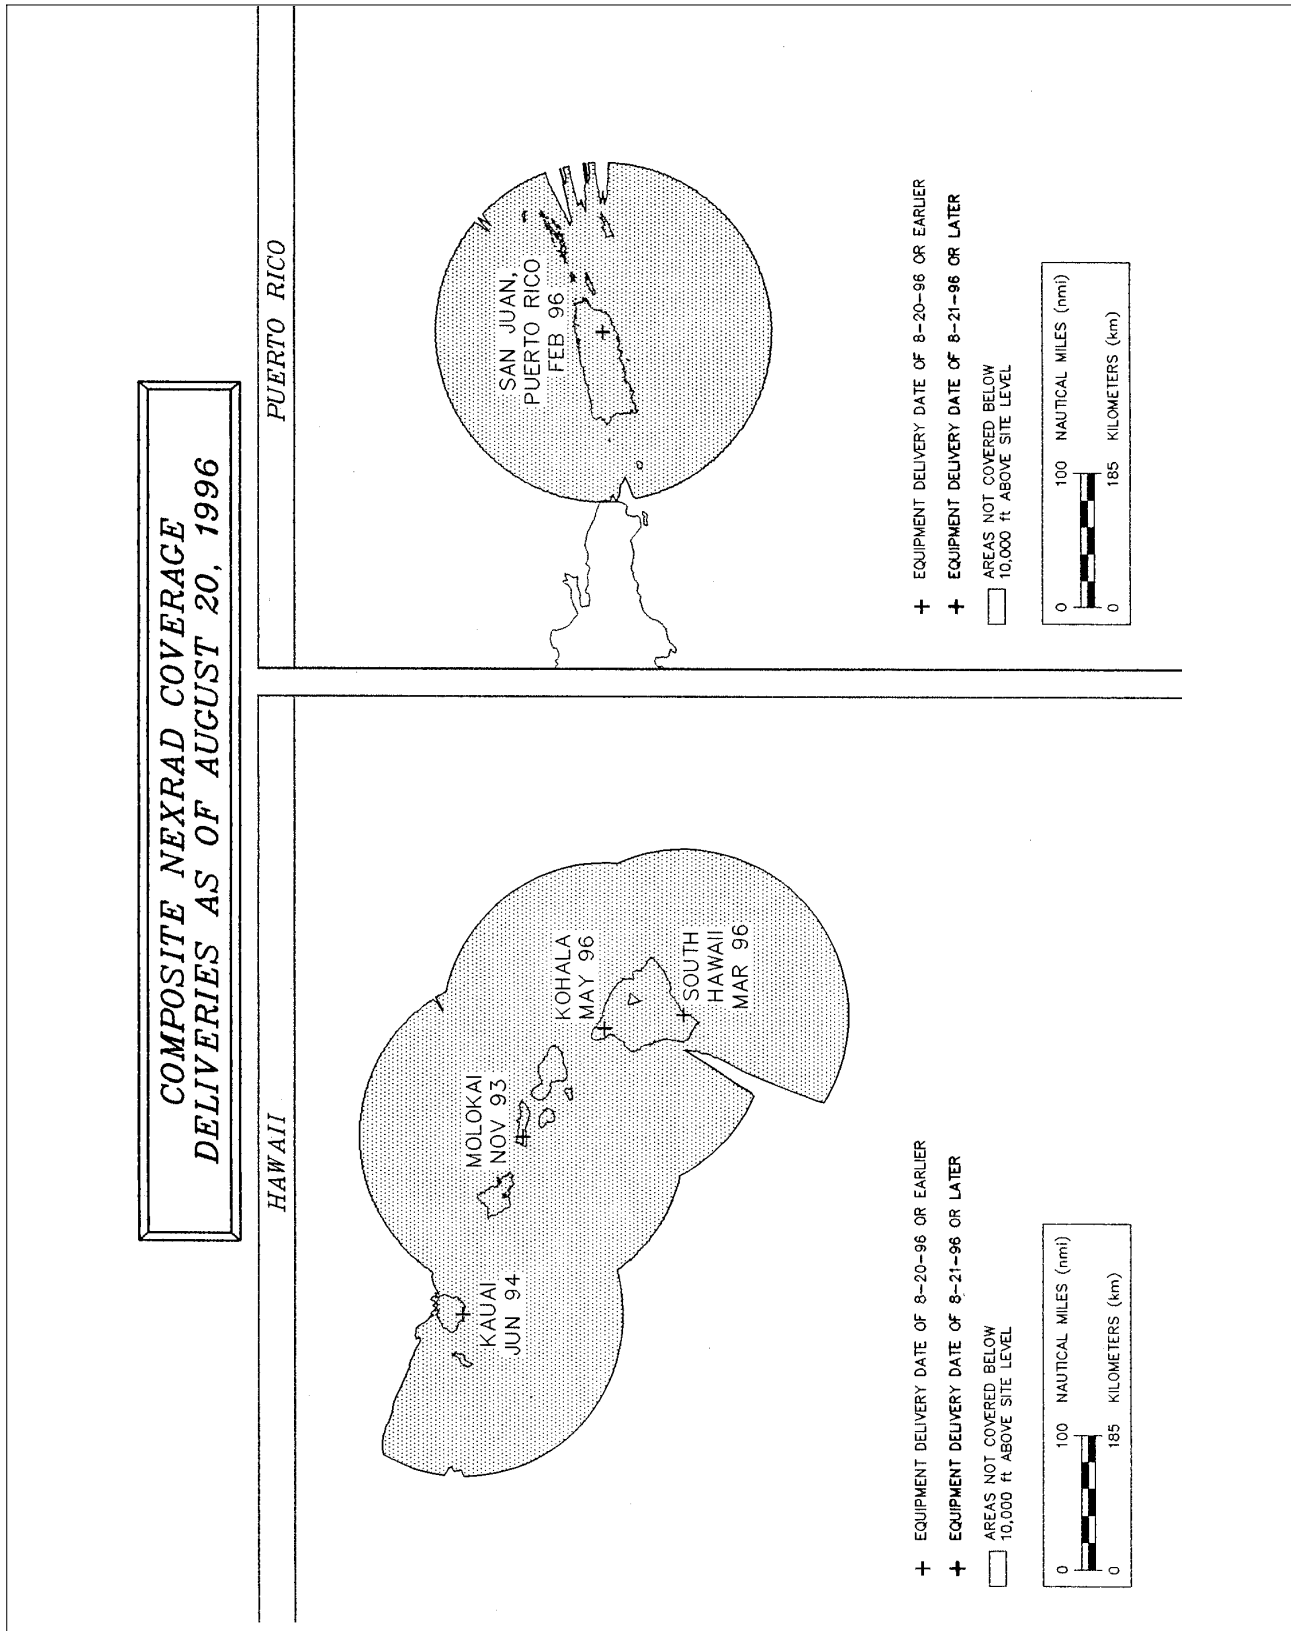 COMPOSITE NEXRAD COVERAGE
DELIVERIES AS OF AUGUST 20, 1996
HAWAII
KAUAI
JUN 94
MOLOKAI
NOV 93
KOHALA
MAY 96
SOUTH
HAWAII
MAR 96
+ EQUIPMENT DELIVERY DATE OF 8-20-96 OR EARLIER
+ EQUIPMENT DELIVERY DATE OF 8-21-96 OR LATER
AREAS NOT COVERED BELOW
10,000 ft ABOVE SITE LEVEL
0 100 NAUTICAL MILES (nmi)
0 185 KILOMETERS (km)
PUERTO RICO
SAN JUAN,
PUERTO RICO
FEB 96
+ EQUIPMENT DELIVERY DATE OF 8-20-96 OR EARLIER
+ EQUIPMENT DELIVERY DATE OF 8-21-96 OR LATER
AREAS NOT COVERED BELOW
10,000 ft ABOVE SITE LEVEL
0 100 NAUTICAL MILES (nmi)
0 185 KILOMETERS (km)